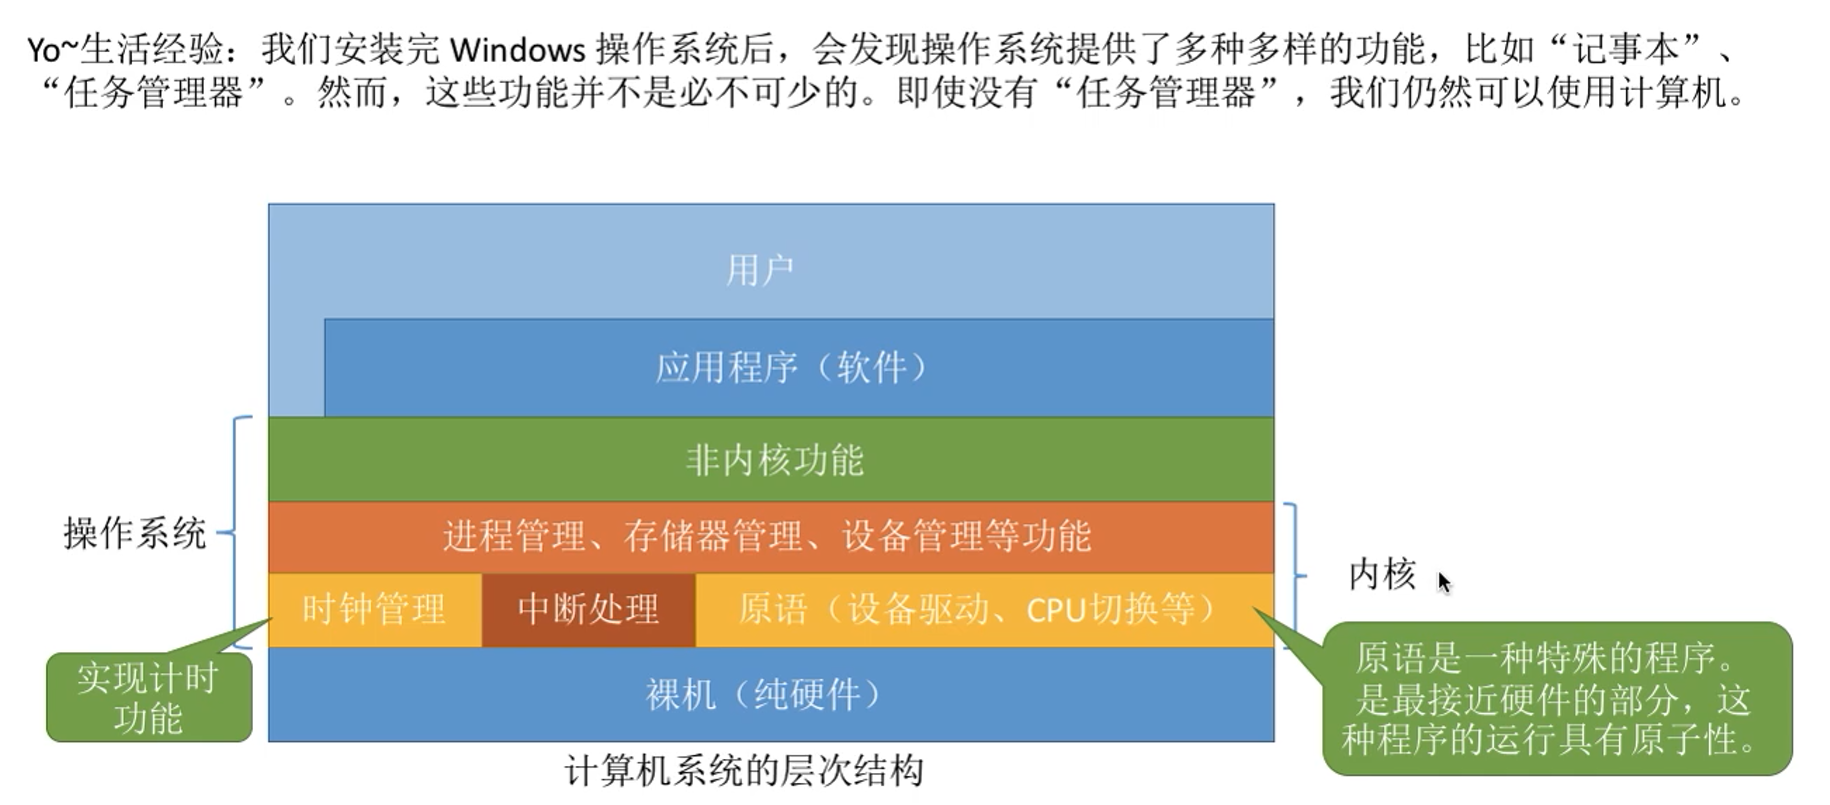 Yo~生活经验：我们安装完 Windows 操作系统后，会发现操作系统提供了多种多样的功能，比如“记事本”、
“任务管理器”。然而，这些功能并不是必不可少的。即使没有“任务管理器”，我们仍然可以使用计算机。
用户
应用程序（软件）
非内核功能
操作系统
进程管理、存储器管理、设备管理等功能
内核
时钟管理
中断处理
原语（设备驱动、CPU切换等）
实现计时
功能
原语是一种特殊的程序。
是最接近硬件的部分，这
种程序的运行具有原子性。
裸机（纯硬件）
计算机系统的层次结构